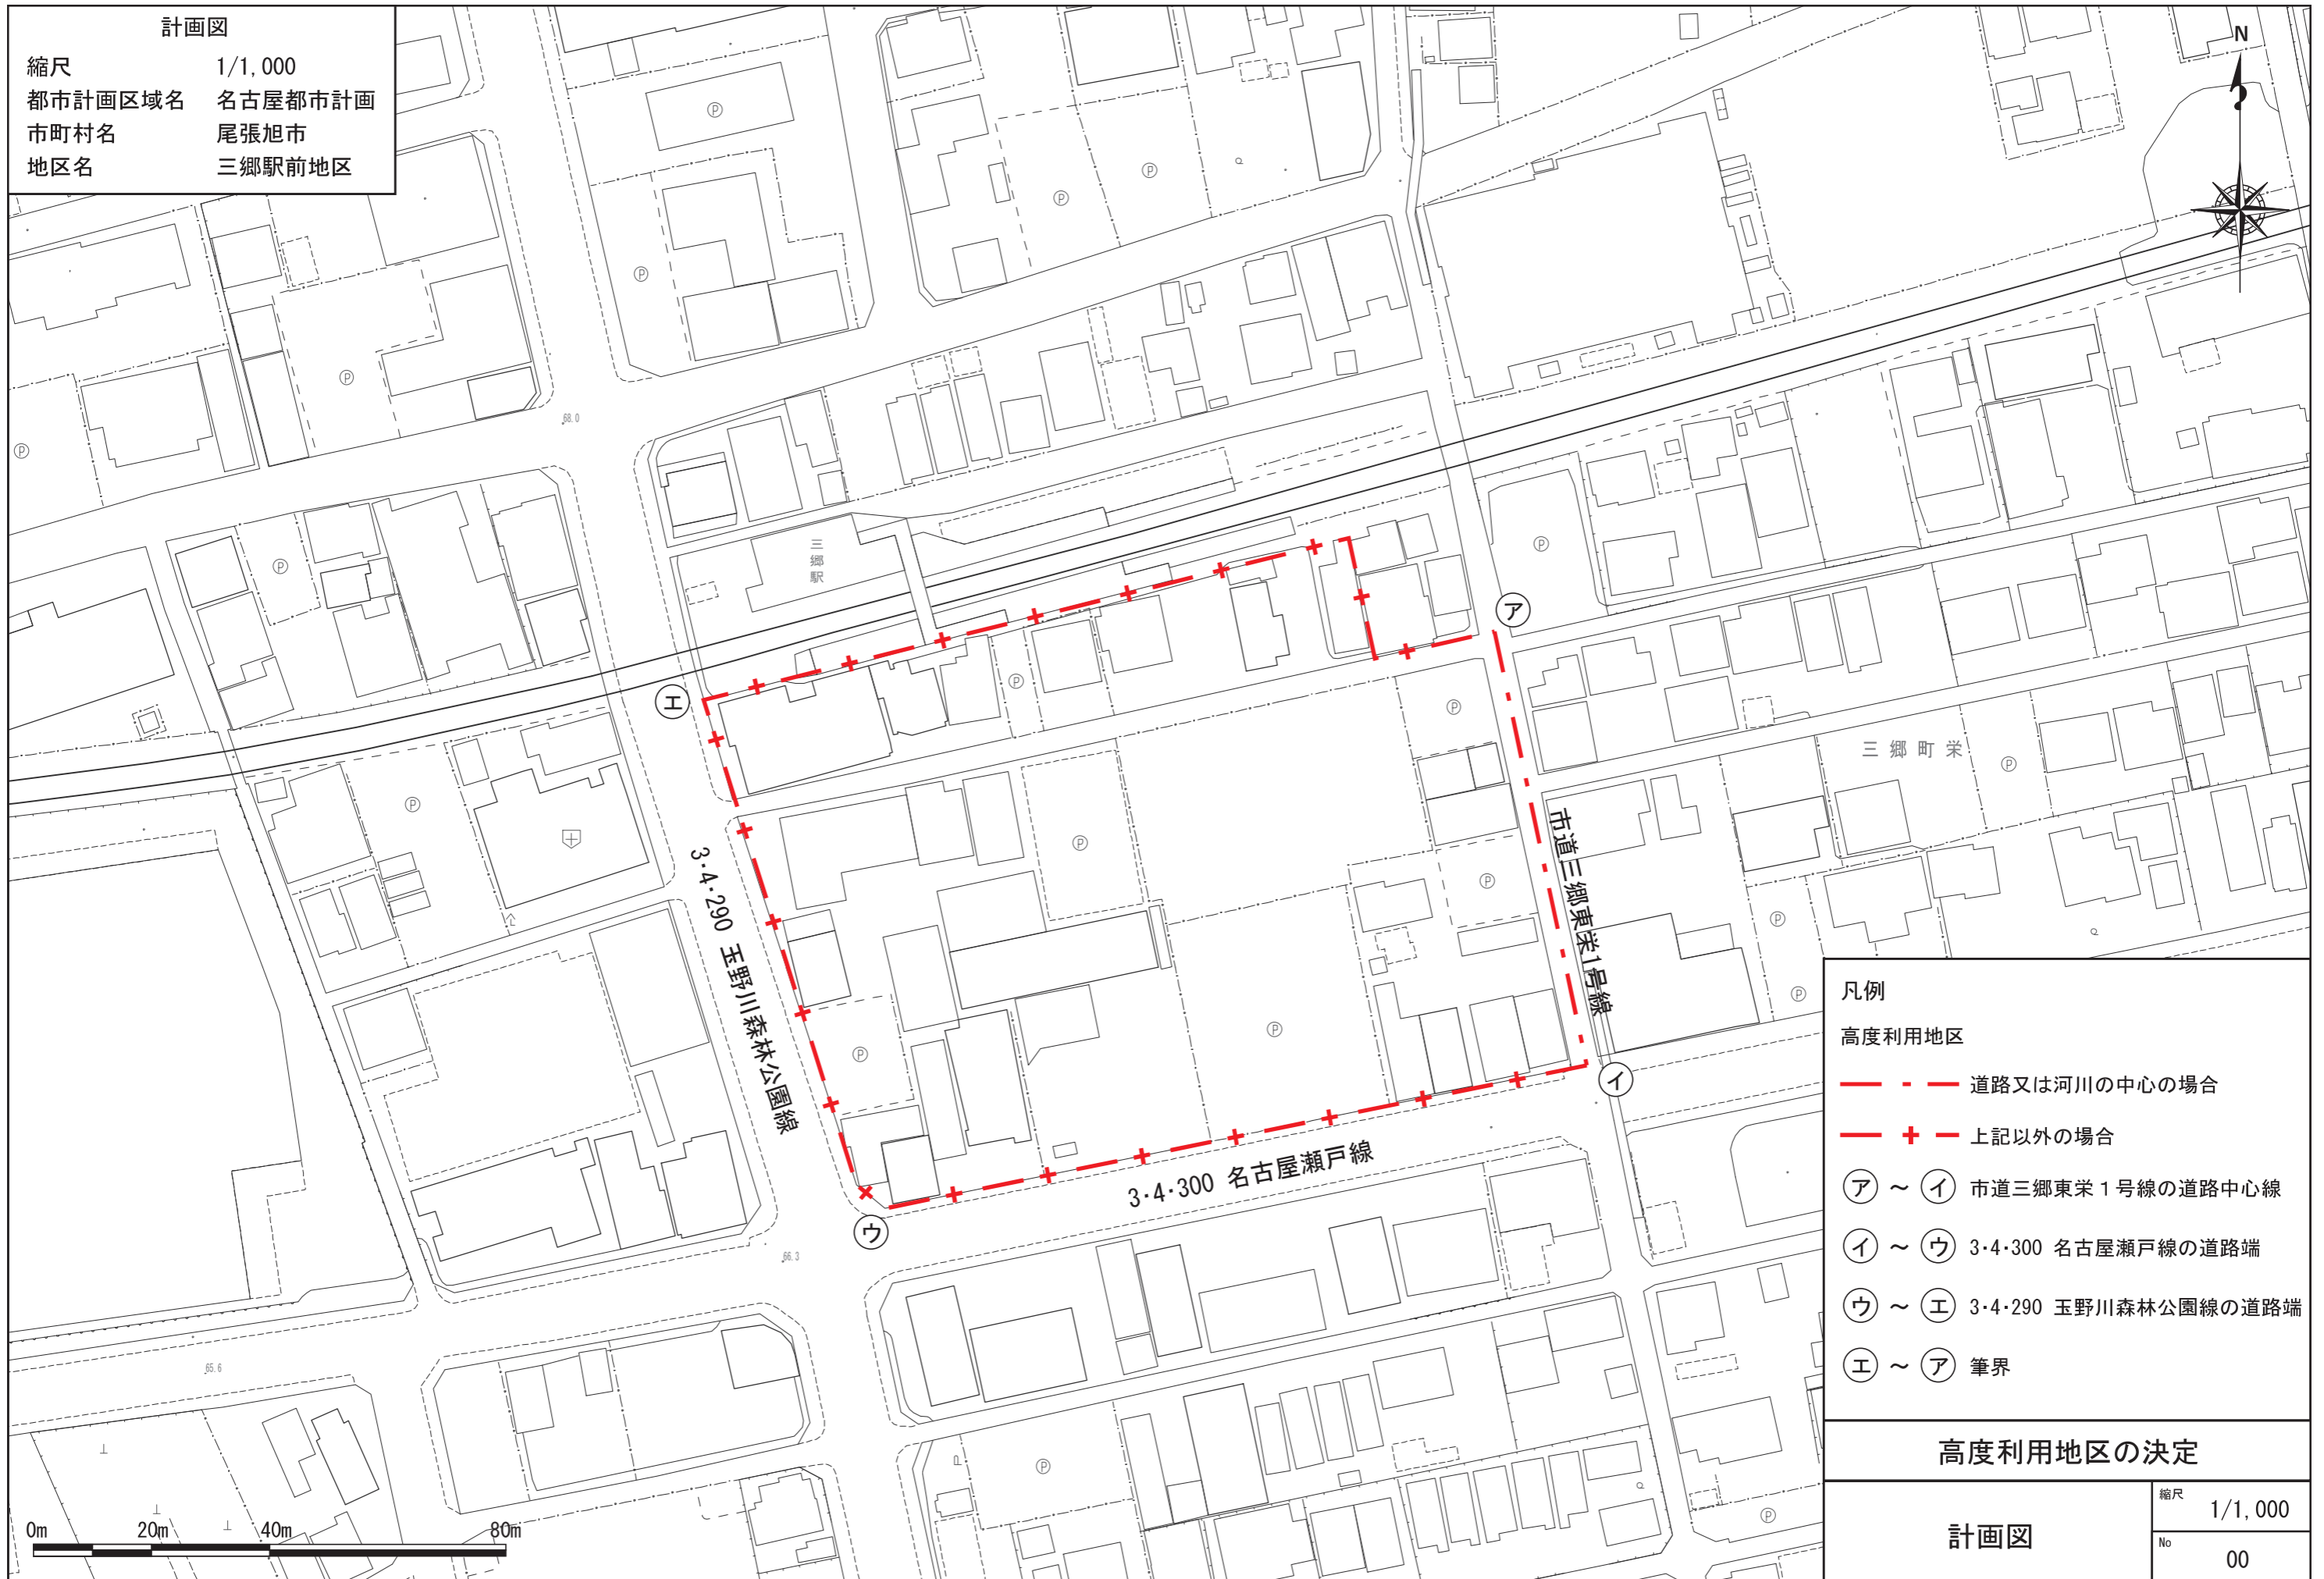 計画図
縮尺 1/1,000
都市計画区域名 名古屋都市計画
市町村名 尾張旭市
地区名 三郷駅前地区
N
P
P
P
P
P
P
P
68.0
三郷駅
P
P
ア
エ
P
P
三郷町栄
P
P
P
市道三郷東栄1号線
3・4・290 玉野川森林公園線
P
P
P
P
P
イ
3・4・300 名古屋瀬戸線
ウ
66.3
65.6
P
P
凡例
高度利用地区
道路又は河川の中心の場合
上記以外の場合
ア ～ イ 市道三郷東栄1号線の道路中心線
イ ～ ウ 3・4・300 名古屋瀬戸線の道路端
ウ ～ エ 3・4・290 玉野川森林公園線の道路端
エ ～ ア 筆界
高度利用地区の決定
計画図
縮尺 1/1,000
No 00
0m 20m 40m 80m